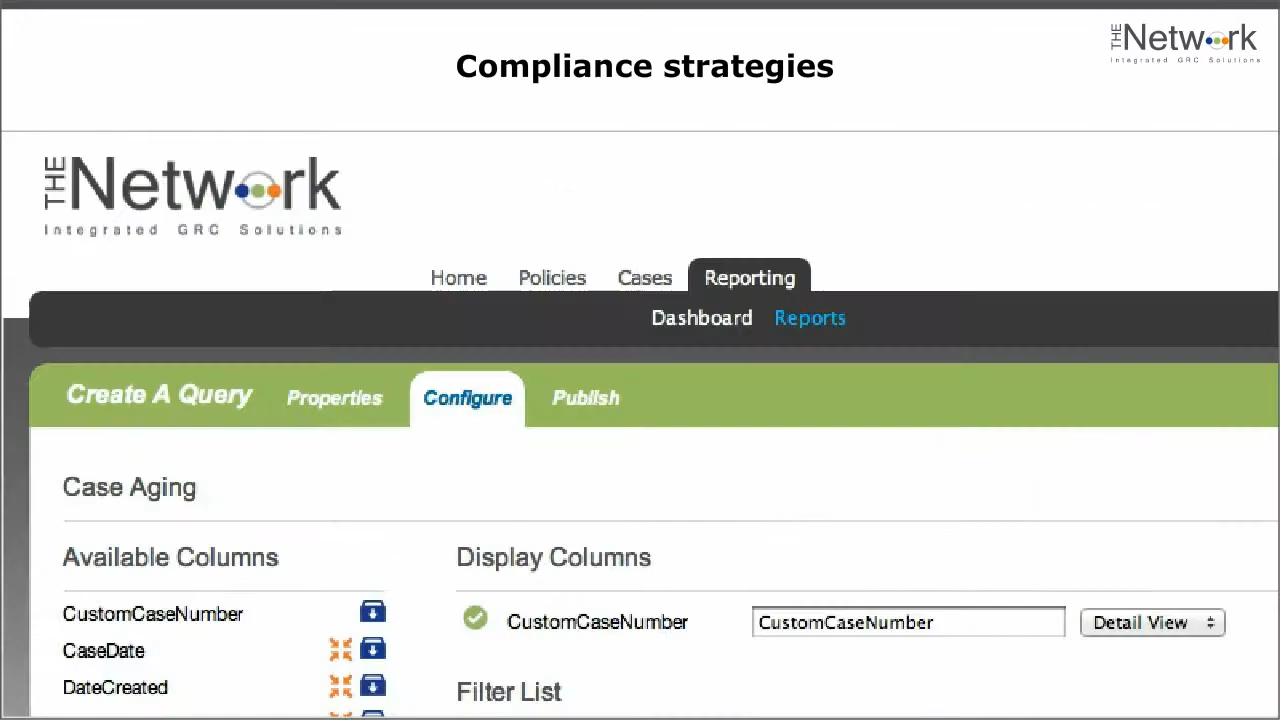 Compliance strategies
THE Network
Integrated GRC Solutions
THE Network
Integrated GRC Solutions
Home Policies Cases Reporting
Dashboard Reports
Create A Query Properties Configure Publish
Case Aging
Available Columns
Display Columns
CustomCaseNumber
CustomCaseNumber CustomCaseNumber Detail View
CaseDate
DateCreated
Filter List